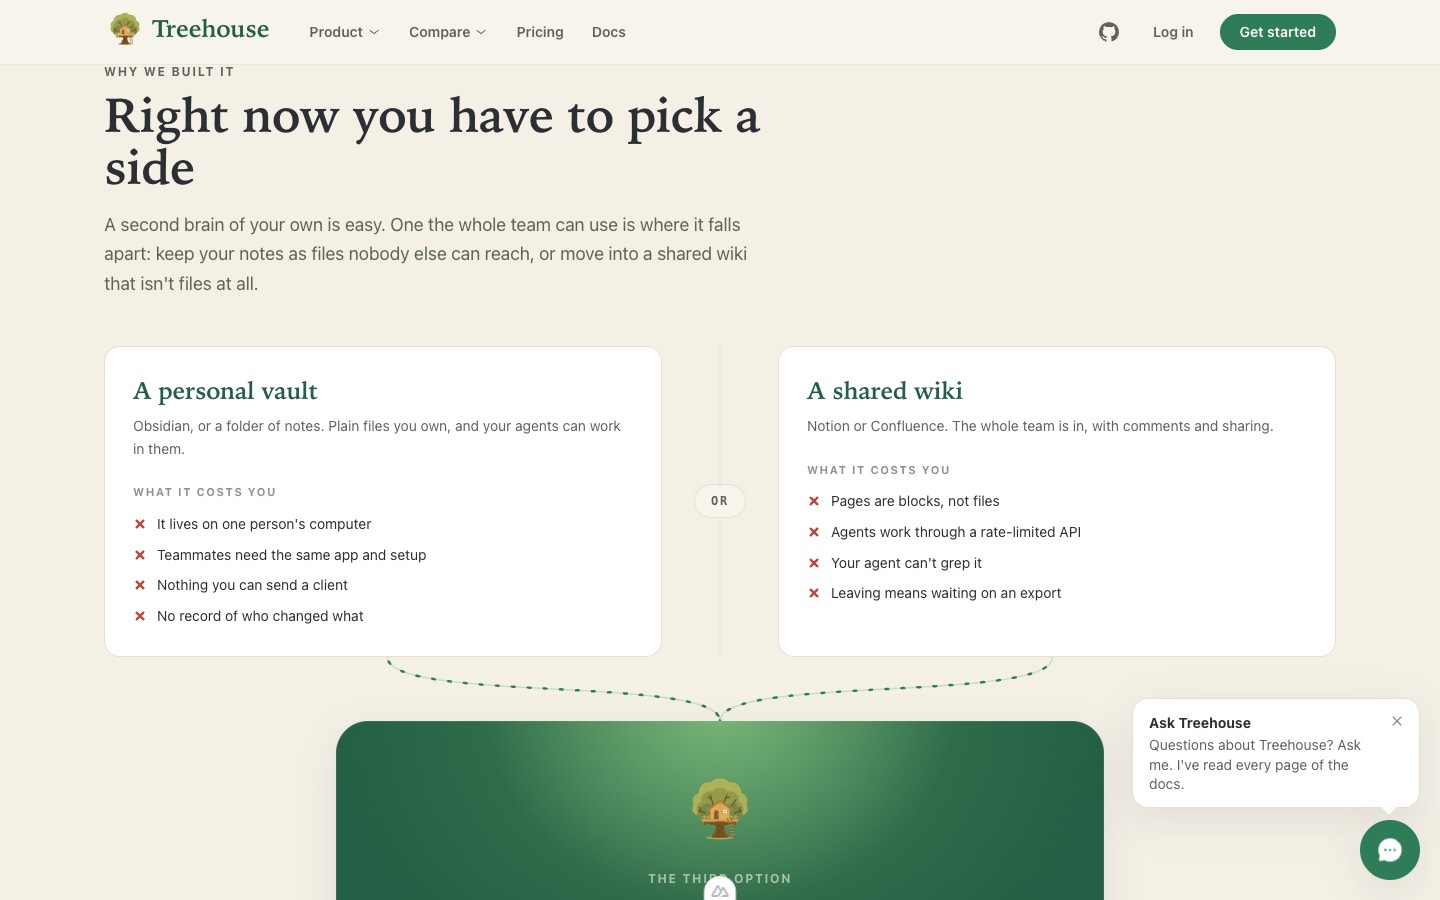 Treehouse
Product
Compare
Pricing
Docs
Log in
Get started
WHY WE BUILT IT
Right now you have to pick a
side
A second brain of your own is easy. One the whole team can use is where it falls
apart: keep your notes as files nobody else can reach, or move into a shared wiki
that isn't files at all.
A personal vault
Obsidian, or a folder of notes. Plain files you own, and your agents can work
in them.
WHAT IT COSTS YOU
It lives on one person's computer
Teammates need the same app and setup
Nothing you can send a client
No record of who changed what
OR
A shared wiki
Notion or Confluence. The whole team is in, with comments and sharing.
WHAT IT COSTS YOU
Pages are blocks, not files
Agents work through a rate-limited API
Your agent can't grep it
Leaving means waiting on an export
THE THIRD OPTION
Ask Treehouse
Questions about Treehouse? Ask
me. I've read every page of the
docs.